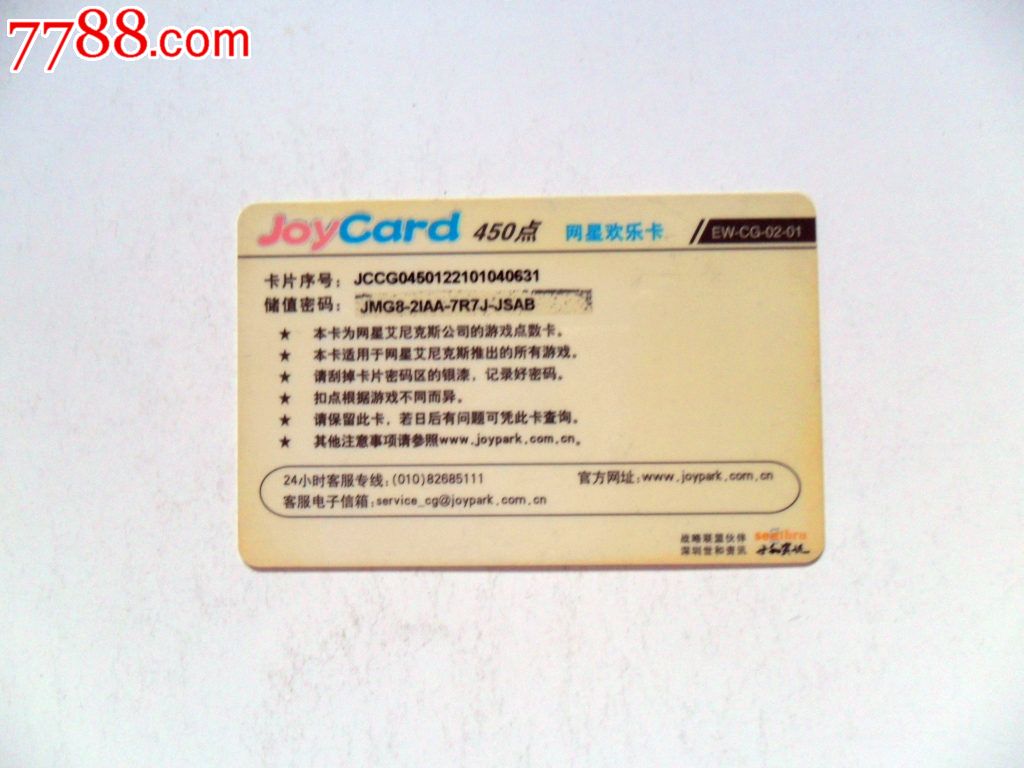 7788.com
JoyCard 450点 网星欢乐卡 EW-CG-02-01
卡片序号： JCCG0450122101040631
储值密码： JMG8-2IAA-7R7J-JSAB
★ 本卡为网星艾尼克斯公司的游戏点数卡。
★ 本卡适用于网星艾尼克斯推出的所有游戏。
★ 请刮掉卡片密码区的银漆，记录好密码。
★ 扣点根据游戏不同而异。
★ 请保留此卡，若日后有问题可凭此卡查询。
★ 其他注意事项请参照www.joypark.com.cn。
24小时客服专线：(010)82685111 官方网址：www.joypark.com.cn
客服电子信箱：service_cg@joypark.com.cn
战略联盟伙伴
深圳世和资讯